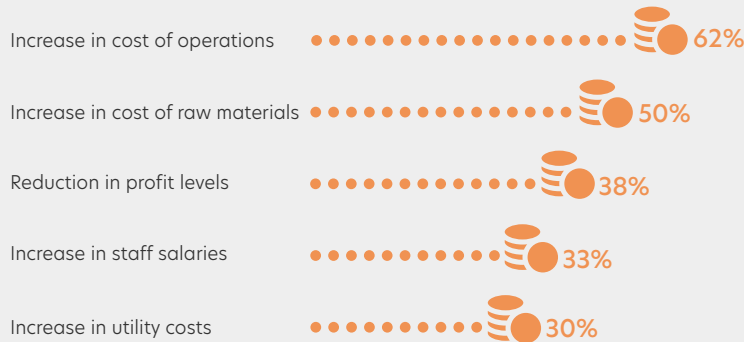 Increase in cost of operations 62%
Increase in cost of raw materials 50%
Reduction in profit levels 38%
Increase in staff salaries 33%
Increase in utility costs 30%